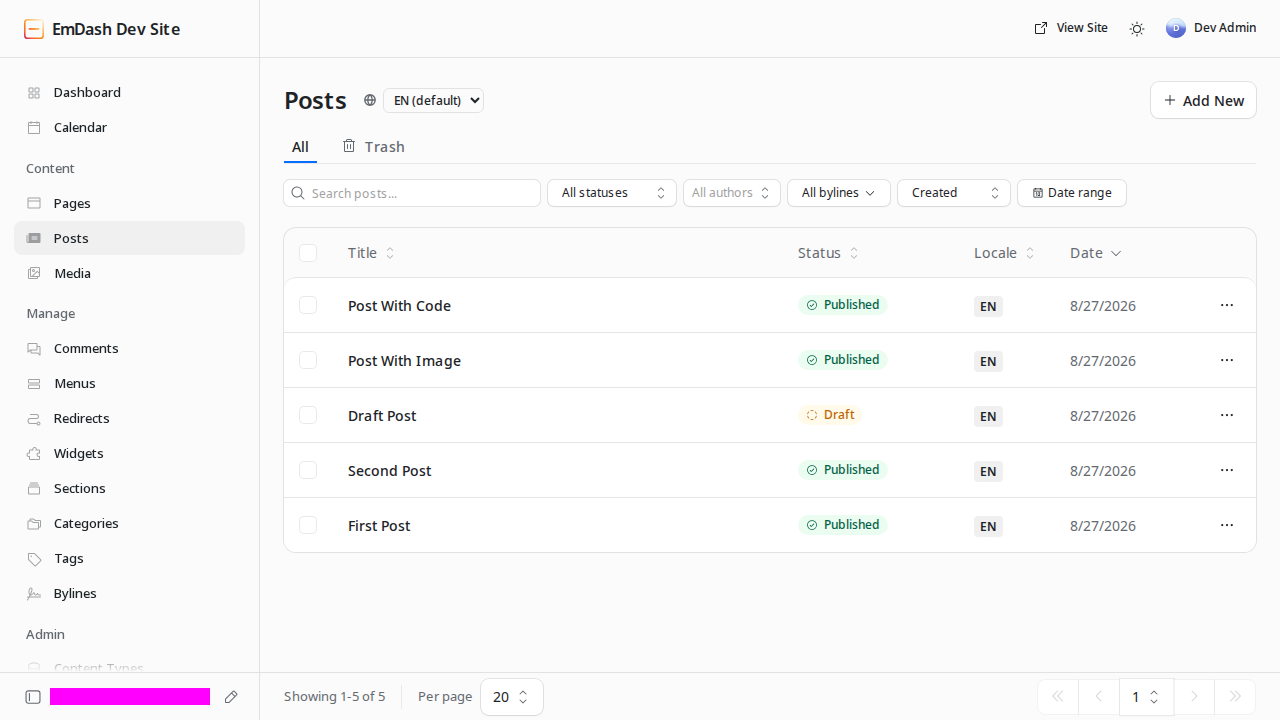 EmDash Dev Site
View Site
D
Dev Admin
Dashboard
Calendar
Content
Pages
Posts
Media
Manage
Comments
Menus
Redirects
Widgets
Sections
Categories
Tags
Bylines
Admin
Content Types
Posts
EN (default)
Add New
All
Trash
Search posts...
All statuses
All authors
All bylines
Created
Date range
Title
Status
Locale
Date
Post With Code
Published
EN
8/27/2026
Post With Image
Published
EN
8/27/2026
Draft Post
Draft
EN
8/27/2026
Second Post
Published
EN
8/27/2026
First Post
Published
EN
8/27/2026
Showing 1-5 of 5
Per page
20
1